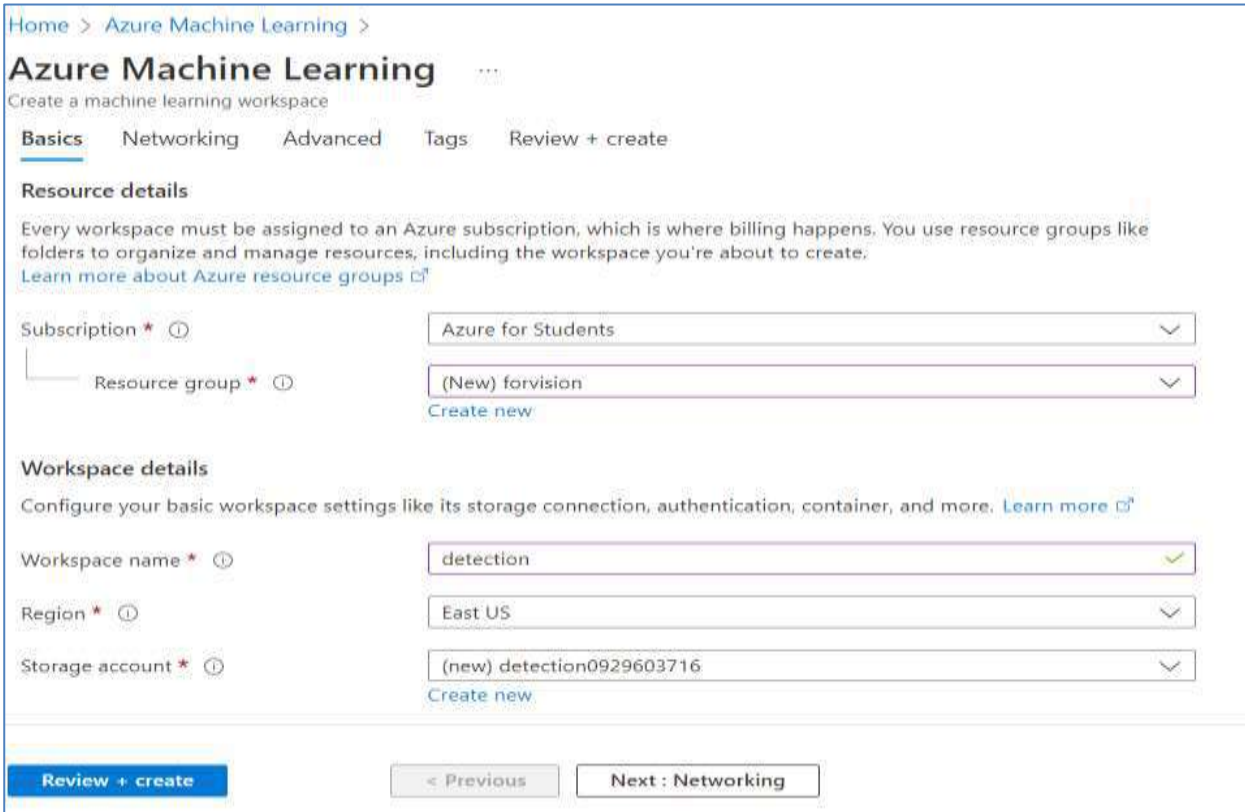 Home > Azure Machine Learning >
Azure Machine Learning ...
Create a machine learning workspace
Basics Networking Advanced Tags Review + create
Resource details
Every workspace must be assigned to an Azure subscription, which is where billing happens. You use resource groups like
folders to organize and manage resources, including the workspace you're about to create.
Learn more about Azure resource groups
Subscription * Azure for Students
Resource group * (New) forvision
Create new
Workspace details
Configure your basic workspace settings like its storage connection, authentication, container, and more. Learn more
Workspace name * detection
Region * East US
Storage account * (new) detection0929603716
Create new
Review + create < Previous Next : Networking